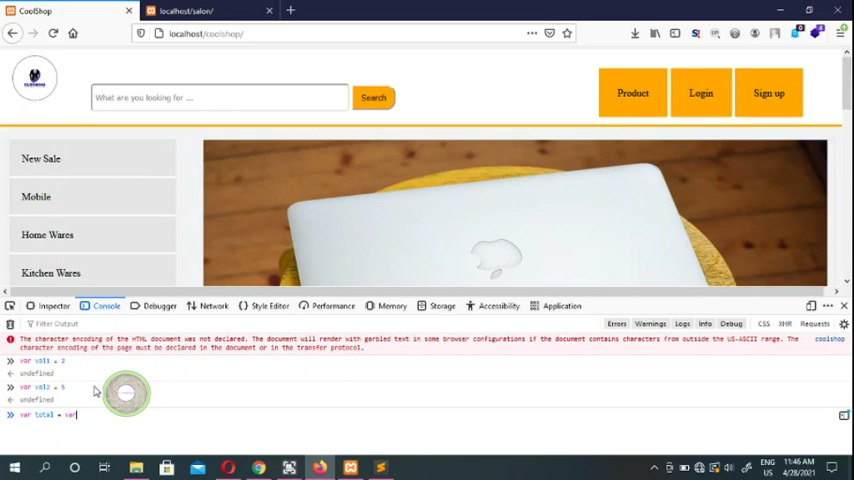 CoolShop
localhost/salon/
localhost/coolshop/
CLOTHING
What are you looking for ...
Search
Product
Login
Sign up
New Sale
Mobile
Home Wares
Kitchen Wares
Inspector Console Debugger Network Style Editor Performance Memory Storage Accessibility Application
Filter Output
Errors Warnings Logs Info Debug CSS XHR Requests
The character encoding of the HTML document was not declared. The document will render with garbled text in some browser configurations if the document contains characters from outside the US-ASCII range. The coolshop
character encoding of the page must be declared in the document or in the transfer protocol.
var val1 = 2
undefined
var val2 = 5
undefined
var total = var
ENG 11:46 AM
US 4/28/2021